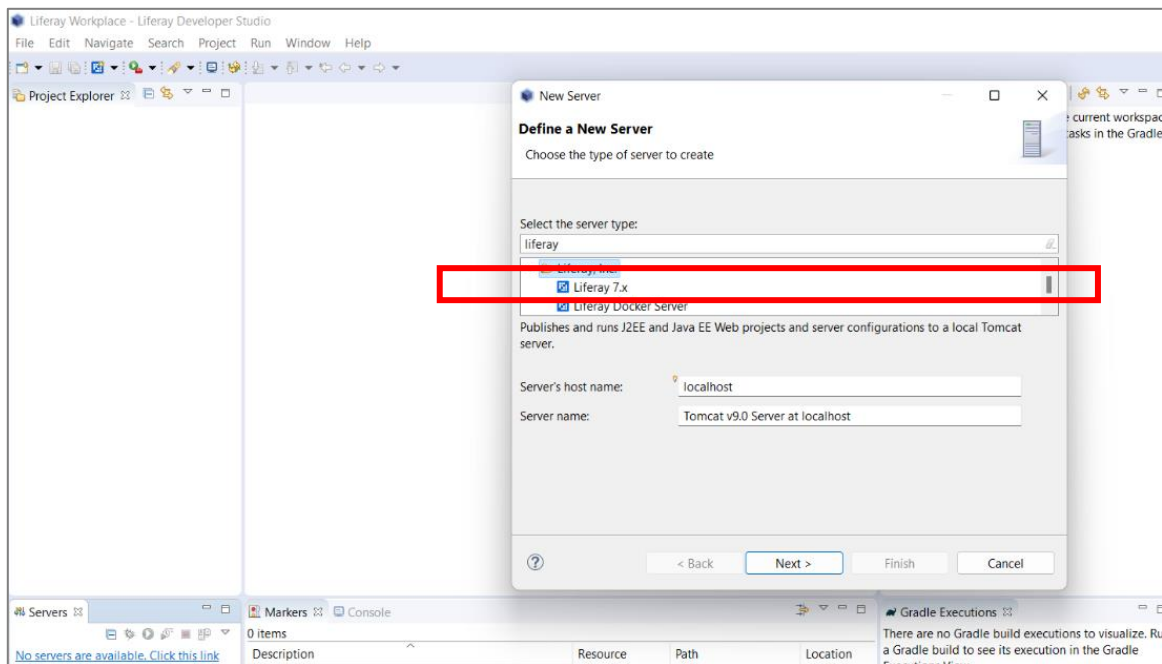 Liferay Workplace - Liferay Developer Studio
File Edit Navigate Search Project Run Window Help
Project Explorer
New Server
Define a New Server
Choose the type of server to create
current workspac
tasks in the Gradle
Select the server type:
liferay
Liferay, Inc.
Liferay 7.x
Liferay Docker Server
Publishes and runs J2EE and Java EE Web projects and server configurations to a local Tomcat
server.
Server's host name: localhost
Server name: Tomcat v9.0 Server at localhost
< Back Next > Finish Cancel
Servers
No servers are available. Click this link
Markers Console
0 items
Description Resource Path Location
Gradle Executions
There are no Gradle build executions to visualize. Ru
a Gradle build to see its execution in the Gradle